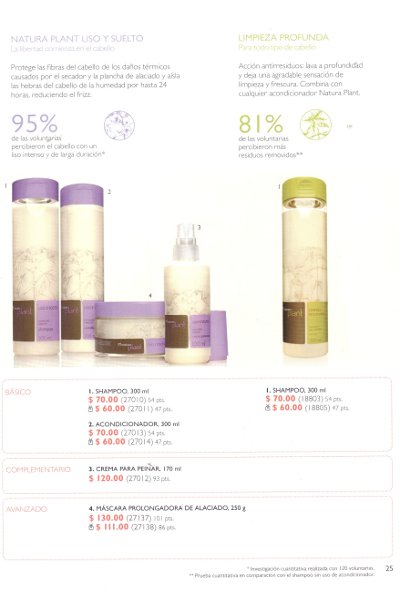 NATURA PLANT LISO Y SUELTO
La libertad comienza en el cabello
Protege las fibras del cabello de los daños térmicos
causados por el secador y la plancha de alaciado y aísla
las hebras del cabello de la humedad por hasta 24
horas, reduciendo el frizz.
95%
de las voluntarias
percibieron el cabello con un
liso intenso y de larga duración*
LIMPIEZA PROFUNDA
Para todo tipo de cabello
Acción antirresiduos: lava a profundidad
y deja una agradable sensación de
limpieza y frescura. Combina con
cualquier acondicionador Natura Plant.
81%
de las voluntarias
percibieron más
residuos removidos**
1
2
3
4
1
plant
plant
plant
plant
BÁSICO
1. SHAMPOO, 300 ml
$ 70.00 (27010) 54 pts.
$ 60.00 (27011) 47 pts.
2. ACONDICIONADOR, 300 ml
$ 70.00 (27013) 54 pts.
$ 60.00 (27014) 47 pts.
1. SHAMPOO, 300 ml
$ 70.00 (18803) 54 pts.
$ 60.00 (18805) 47 pts.
COMPLEMENTARIO
3. CREMA PARA PEINAR, 170 ml
$ 120.00 (27012) 93 pts.
AVANZADO
4. MÁSCARA PROLONGADORA DE ALACIADO, 250 g
$ 130.00 (27137) 101 pts.
$ 111.00 (27138) 86 pts.
* Investigación cuantitativa realizada con 120 voluntarias.
** Prueba cuantitativa en comparación con el shampoo sin uso de acondicionador.
25